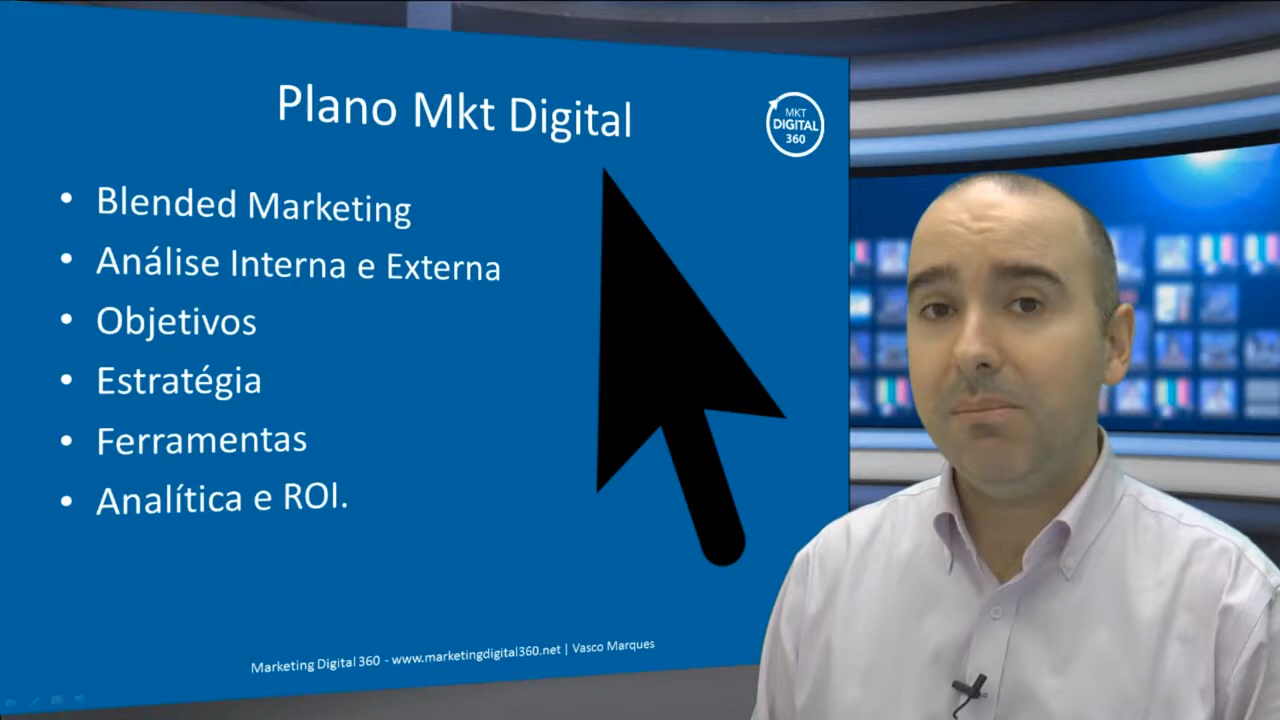 Plano Mkt Digital
MKT
DIGITAL
360
• Blended Marketing
• Análise Interna e Externa
• Objetivos
• Estratégia
• Ferramentas
• Analítica e ROI.
Marketing Digital 360 - www.marketingdigital360.net | Vasco Marques